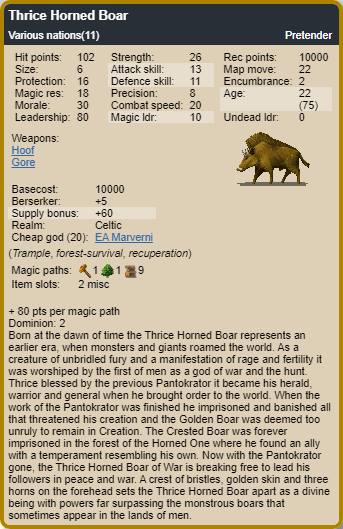 Thrice Horned Boar
Various nations(11) Pretender
Hit points: 102 Strength: 26 Rec points: 10000
Size: 6 Attack skill: 13 Map move: 22
Protection: 16 Defence skill: 11 Encumbrance: 2
Magic res: 18 Precision: 8 Age: 22
Morale: 30 Combat speed: 20 (75)
Leadership: 80 Magic ldr: 10 Undead ldr: 0
Weapons:
Hoof
Gore
Basecost: 10000
Berserker: +5
Supply bonus: +60
Realm: Celtic
Cheap god (20): EA Marverni
(Trample, forest-survival, recuperation)
Magic paths: 1 1 9
Item slots: 2 misc
+ 80 pts per magic path
Dominion: 2
Born at the dawn of time the Thrice Horned Boar represents an
earlier era, when monsters and giants roamed the world. As a
creature of unbridled fury and a manifestation of rage and fertility it
was worshiped by the first of men as a god of war and the hunt.
Thrice blessed by the previous Pantokrator it became his herald,
warrior and general when he brought order to the world. When the
work of the Pantokrator was finished he imprisoned and banished all
that threatened his creation and the Golden Boar was deemed too
unruly to remain in Creation. The Crested Boar was forever
imprisoned in the forest of the Horned One where he found an ally
with a temperament resembling his own. Now with the Pantokrator
gone, the Thrice Horned Boar of War is breaking free to lead his
followers in peace and war. A crest of bristles, golden skin and three
horns on the forehead sets the Thrice Horned Boar apart as a divine
being with powers far surpassing the monstrous boars that
sometimes appear in the lands of men.